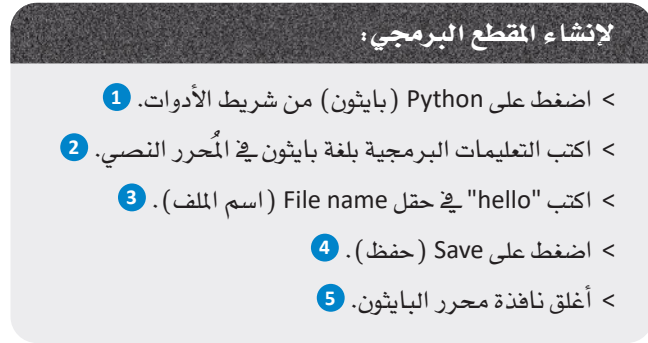 لإنشاء المقطع البرمجي:
> اضغط على Python (بايثون) من شريط الأدوات. 1
> اكتب التعليمات البرمجية بلغة بايثون في المُحرر النصي. 2
> اكتب "hello" في حقل File name (اسم الملف). 3
> اضغط على Save (حفظ). 4
> أغلق نافذة محرر البايثون. 5